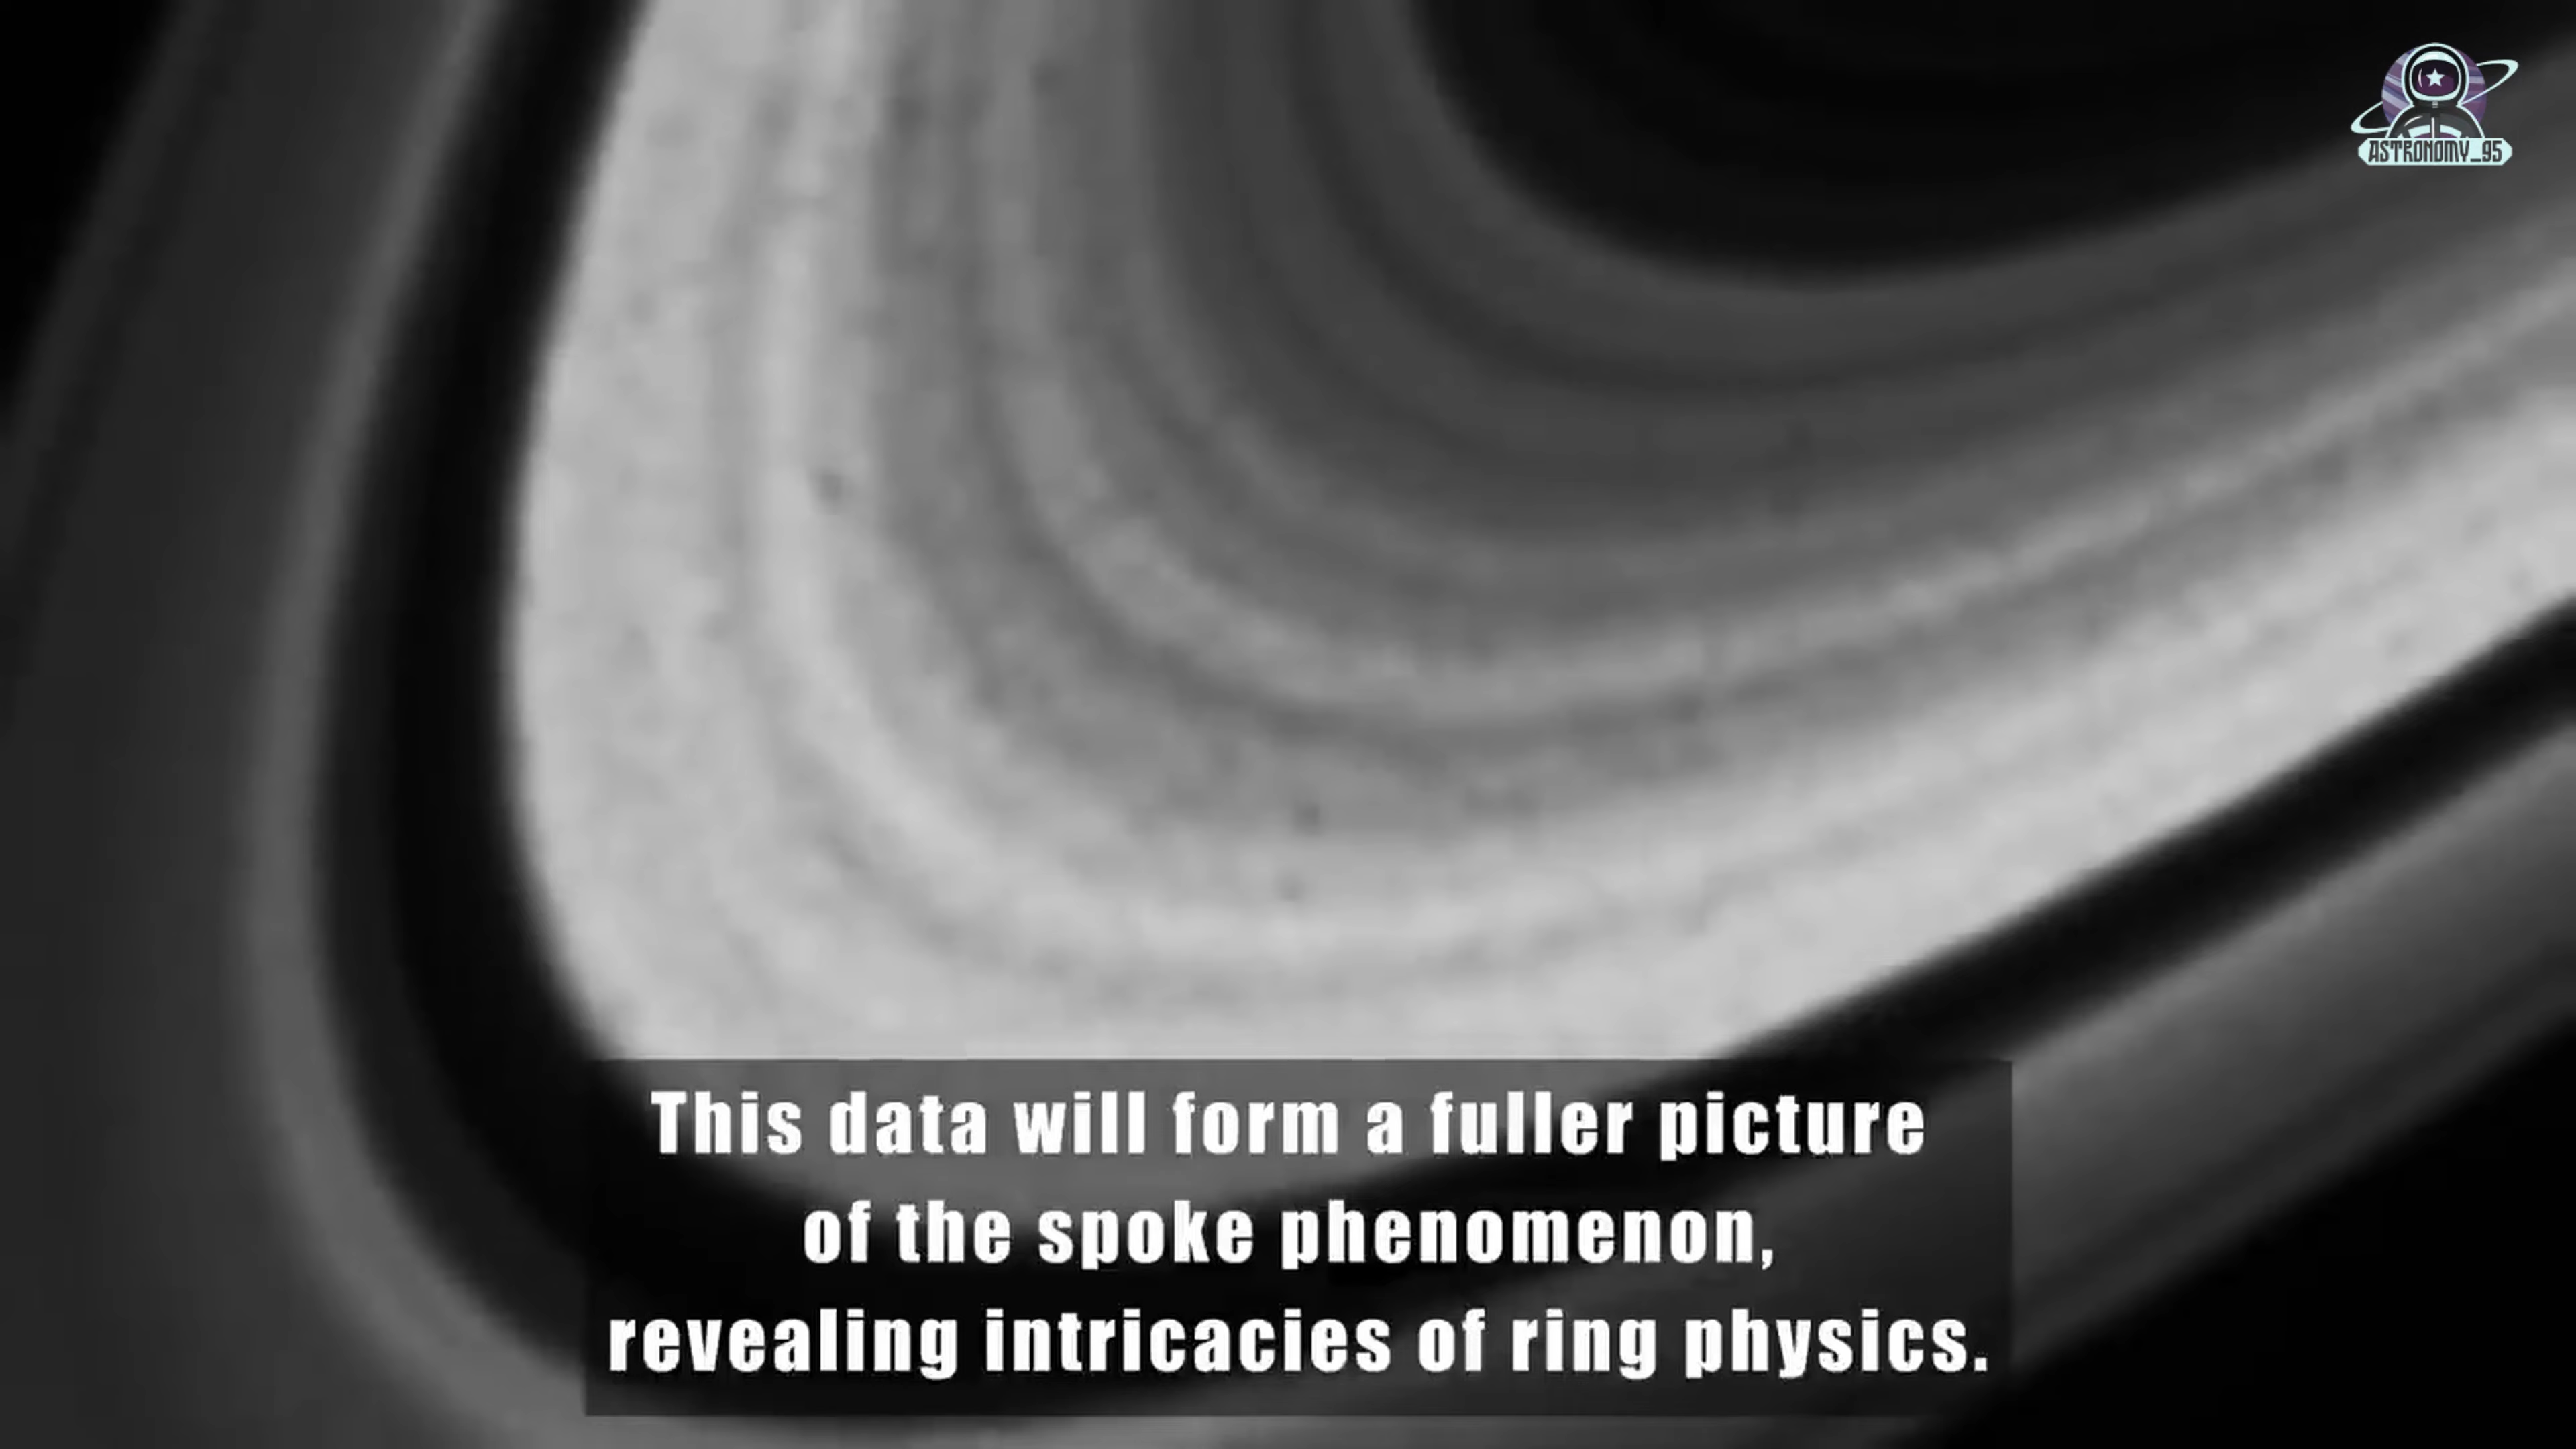 ASTRONOMY_95
This data will form a fuller picture
of the spoke phenomenon,
revealing intricacies of ring physics.